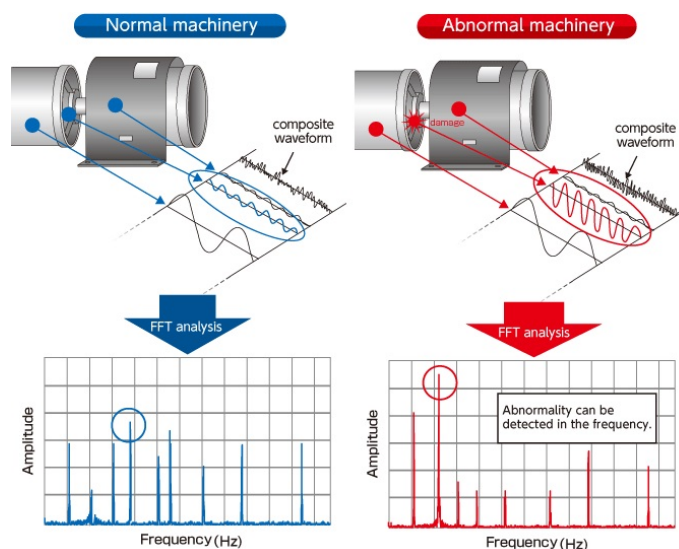 Normal machinery
Abnormal machinery
composite
waveform
damage
composite
waveform
FFT analysis
FFT analysis
Amplitude
Frequency (Hz)
Amplitude
Abnormality can be
detected in the frequency.
Frequency (Hz)